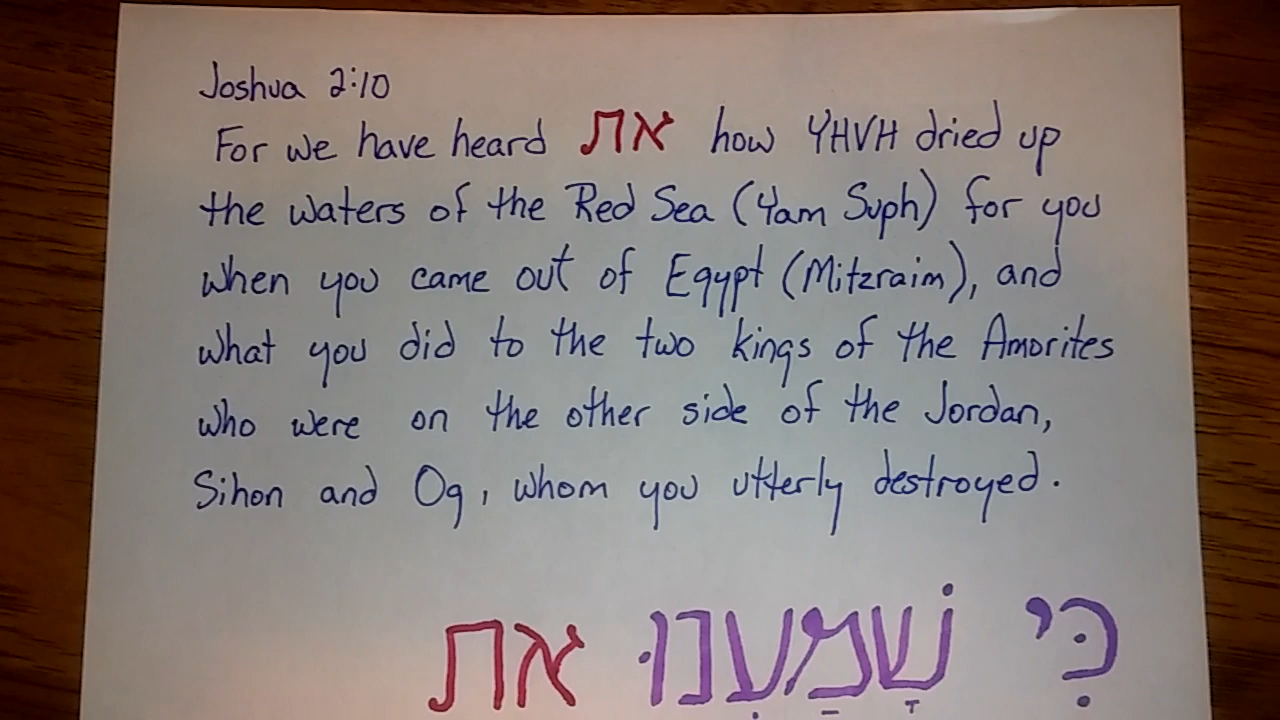 Joshua 2:10
For we have heard את how YHVH dried up
the waters of the Red Sea (Yam Suph) for you
when you came out of Egypt (Mitzraim), and
what you did to the two kings of the Amorites
who were on the other side of the Jordan,
Sihon and Og, whom you utterly destroyed.
כִּי שָׁמַעְנוּ את